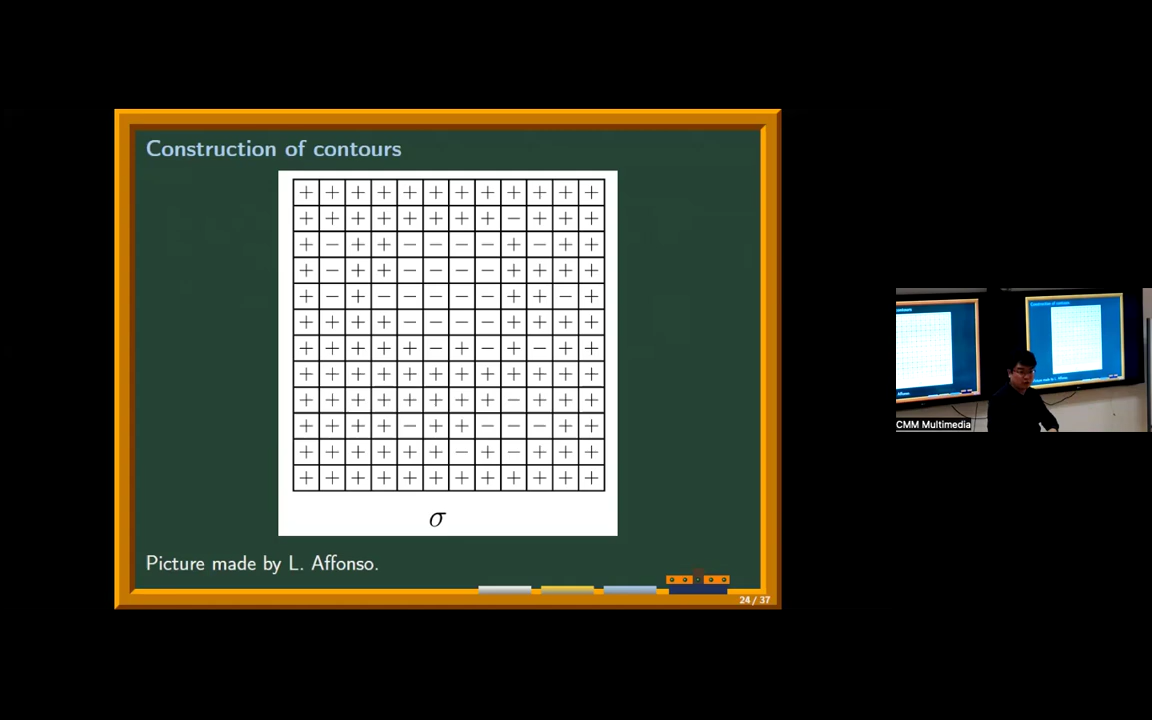 Construction of contours
+ + + + + + + + + + + +
+ + + + + + + + − + + +
+ − + + − − − − + − + +
+ − + + − − − − + + + +
+ − + − − − − − + + − +
+ + + + − − − − + + + +
+ + + + + − + − + − + +
+ + + + + + + + + + + +
+ + + + + + + + − + + +
+ + + + − + + − − − + +
+ + + + + + − + − + + +
+ + + + + + + + + + + +
σ
Picture made by L. Affonso.
24 / 37
CMM Multimedia